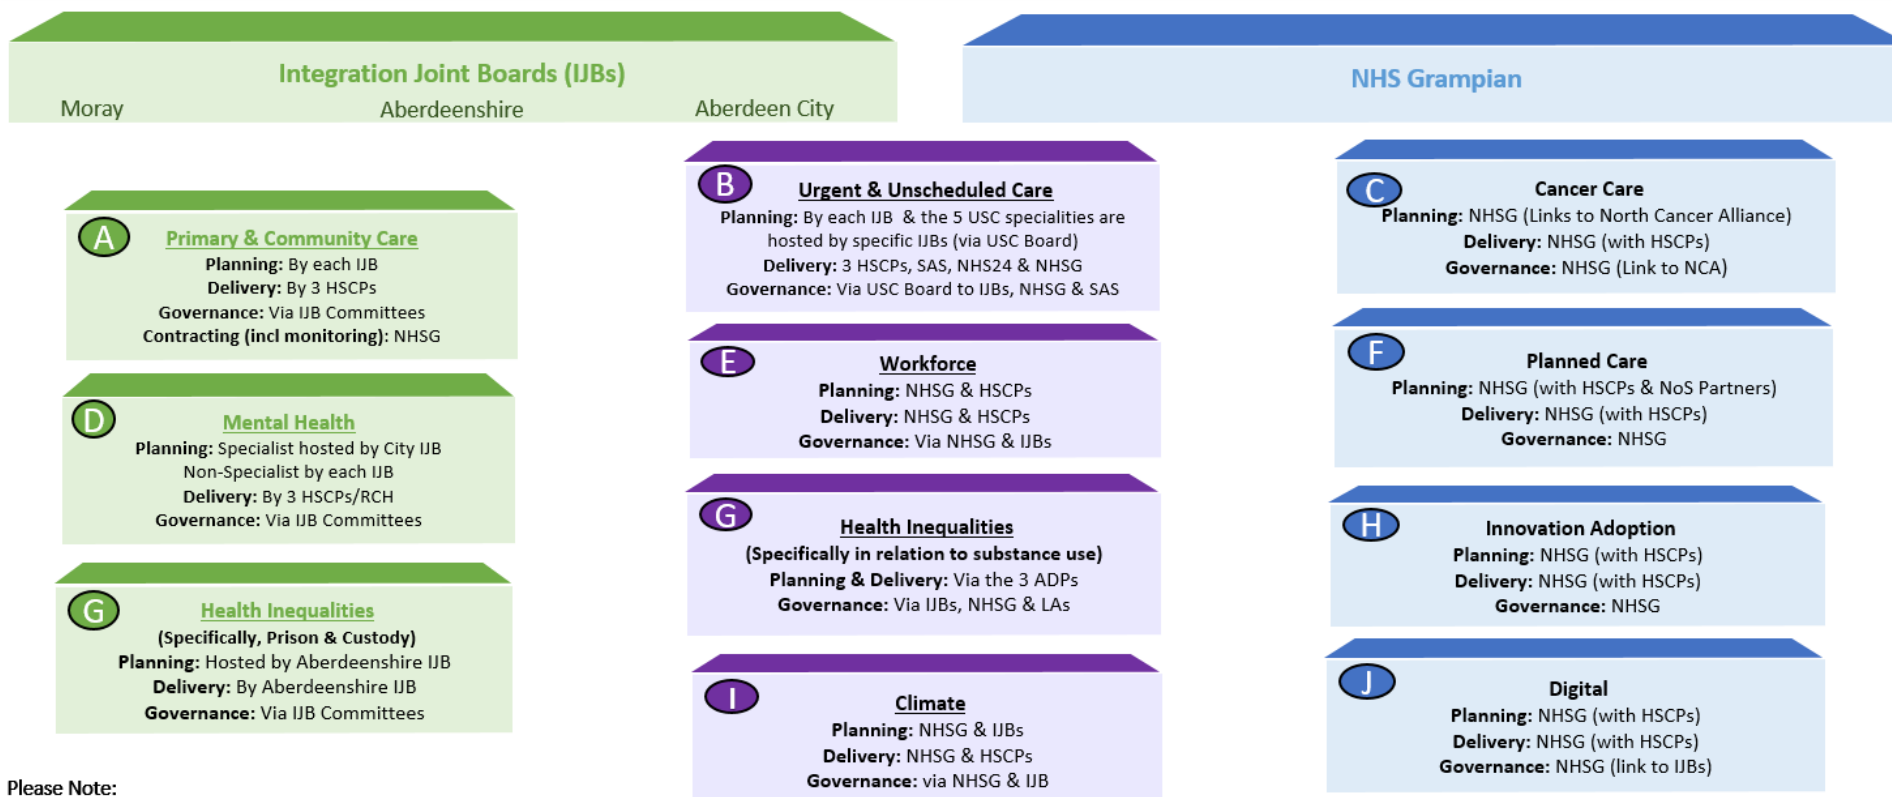 Integration Joint Boards (IJBs)
Moray
Aberdeenshire
Aberdeen City
NHS Grampian
A
Primary & Community Care
Planning: By each IJB
Delivery: By 3 HSCPs
Governance: Via IJB Committees
Contracting (incl monitoring): NHSG
D
Mental Health
Planning: Specialist hosted by City IJB
Non-Specialist by each IJB
Delivery: By 3 HSCPs/RCH
Governance: Via IJB Committees
G
Health Inequalities
(Specifically, Prison & Custody)
Planning: Hosted by Aberdeenshire IJB
Delivery: By Aberdeenshire IJB
Governance: Via IJB Committees
B
Urgent & Unscheduled Care
Planning: By each IJB & the 5 USC specialities are
hosted by specific IJBs (via USC Board)
Delivery: 3 HSCPs, SAS, NHS24 & NHSG
Governance: Via USC Board to IJBs, NHSG & SAS
E
Workforce
Planning: NHSG & HSCPs
Delivery: NHSG & HSCPs
Governance: Via NHSG & IJBs
G
Health Inequalities
(Specifically in relation to substance use)
Planning & Delivery: Via the 3 ADPs
Governance: Via IJBs, NHSG & LAs
I
Climate
Planning: NHSG & IJBs
Delivery: NHSG & HSCPs
Governance: via NHSG & IJB
C
Cancer Care
Planning: NHSG (Links to North Cancer Alliance)
Delivery: NHSG (with HSCPs)
Governance: NHSG (Link to NCA)
F
Planned Care
Planning: NHSG (with HSCPs & NoS Partners)
Delivery: NHSG (with HSCPs)
Governance: NHSG
H
Innovation Adoption
Planning: NHSG (with HSCPs)
Delivery: NHSG (with HSCPs)
Governance: NHSG
J
Digital
Planning: NHSG (with HSCPs)
Delivery: NHSG (with HSCPs)
Governance: NHSG (link to IJBs)
Please Note: